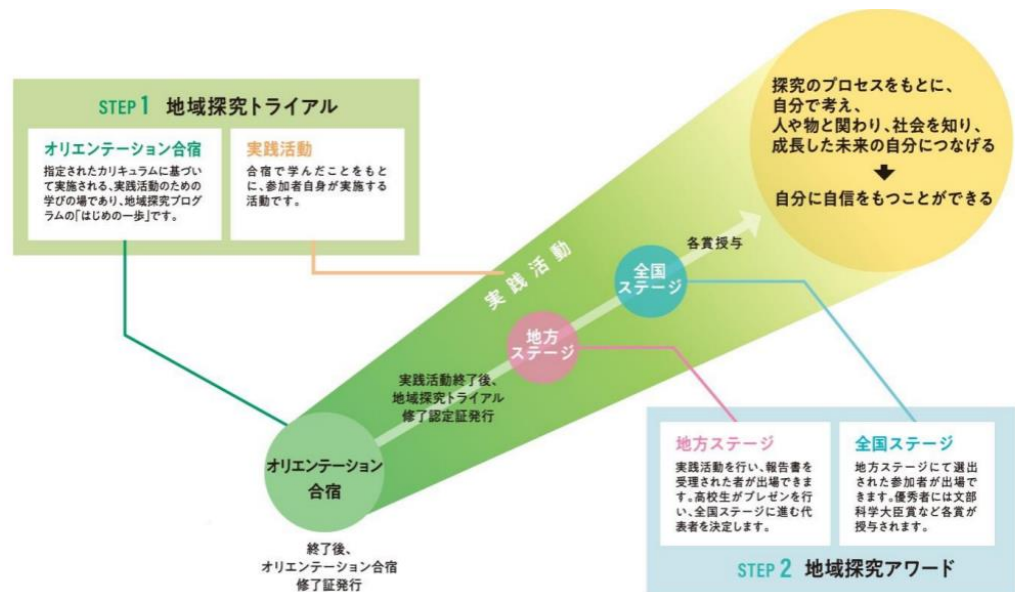 STEP 1 地域探究トライアル
オリエンテーション合宿
指定されたカリキュラムに基づい
て実施される、実践活動のための
学びの場であり、地域探究プログ
ラムの「はじめの一歩」です。
実践活動
合宿で学んだことをもと
に、参加者自身が実施する
活動です。
探究のプロセスをもとに、
自分で考え、
人や物と関わり、社会を知り、
成長した未来の自分につなげる
自分に自信をもつことができる
各賞授与
実践活動
全国
ステージ
地方
ステージ
実践活動終了後、
地域探究トライアル
修了認定証発行
オリエンテーション
合宿
終了後、
オリエンテーション合宿
修了証発行
地方ステージ
実践活動を行い、報告書を
受理された者が出場できま
す。高校生がプレゼンを行
い、全国ステージに進む代
表者を決定します。
全国ステージ
地方ステージにて選出
された参加者が出場で
きます。優秀者には文部
科学大臣賞など各賞が
授与されます。
STEP 2 地域探究アワード